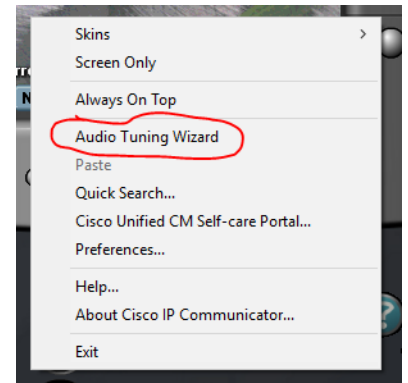 Skins
Screen Only
Always On Top
Audio Tuning Wizard
Paste
Quick Search...
Cisco Unified CM Self-care Portal...
Preferences...
Help...
About Cisco IP Communicator...
Exit